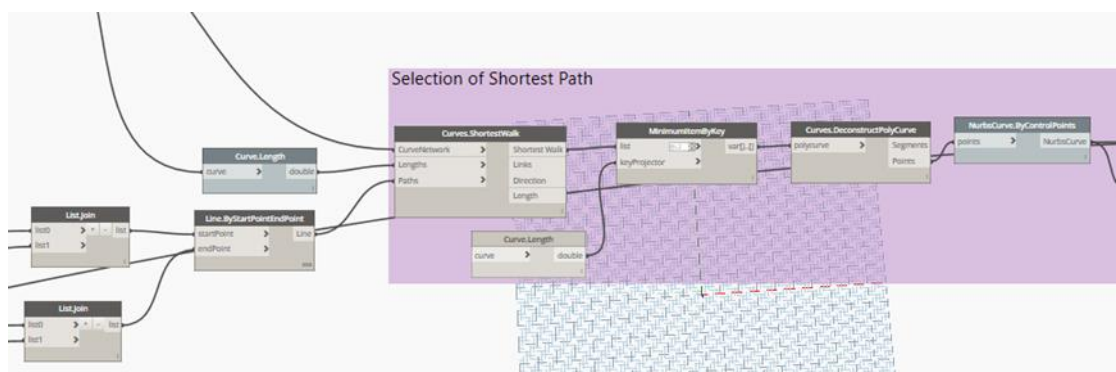 Selection of Shortest Path
Curves.ShortestWalk
CurveNetwork > Shortest Walk
Lengths > Links
Paths > Direction
Length
MinimumItemByKey
list > var[]..[]
keyProjector >
Curves.DeconstructPolyCurve
polycurve > Segments
Points
NurbsCurve.ByControlPoints
points > NurbsCurve
Curve.Length
curve > double
List.Join
list0 > + - list
list1 >
Line.ByStartPointEndPoint
startPoint > Line
endPoint >
Curve.Length
curve > double
List.Join
list0 > + - list
list1 >